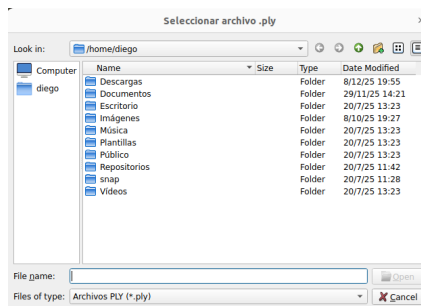 Seleccionar archivo .ply
Look in: /home/diego
Computer
diego
Name Size Type Date Modified
Descargas Folder 8/12/25 19:55
Documentos Folder 29/11/25 14:21
Escritorio Folder 20/7/25 13:23
Imágenes Folder 8/10/25 19:27
Música Folder 20/7/25 13:23
Plantillas Folder 20/7/25 13:23
Público Folder 20/7/25 13:23
Repositorios Folder 20/7/25 11:42
snap Folder 20/7/25 11:28
Vídeos Folder 20/7/25 13:23
File name: Open
Files of type: Archivos PLY (*.ply) Cancel